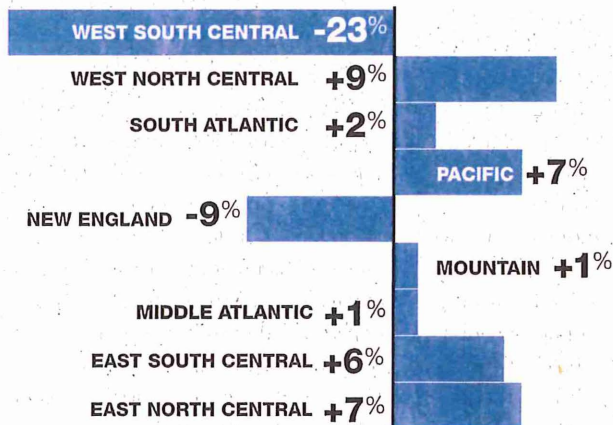 WEST SOUTH CENTRAL -23%
WEST NORTH CENTRAL +9%
SOUTH ATLANTIC +2%
PACIFIC +7%
NEW ENGLAND -9%
MOUNTAIN +1%
MIDDLE ATLANTIC +1%
EAST SOUTH CENTRAL +6%
EAST NORTH CENTRAL +7%